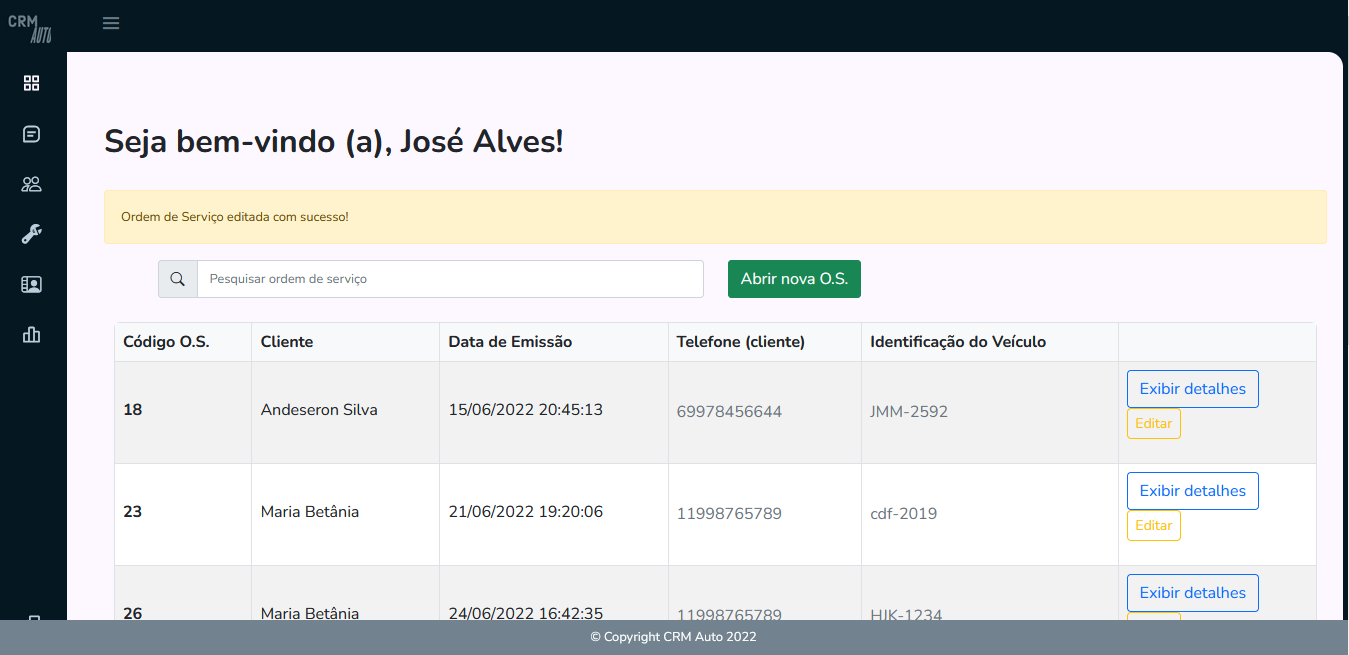 CRM
AUTO
Seja bem-vindo (a), José Alves!
Ordem de Serviço editada com sucesso!
Pesquisar ordem de serviço
Abrir nova O.S.
Código O.S. Cliente Data de Emissão Telefone (cliente) Identificação do Veículo
18 Andeseron Silva 15/06/2022 20:45:13 69978456644 JMM-2592 Exibir detalhes
Editar
23 Maria Betânia 21/06/2022 19:20:06 11998765789 cdf-2019 Exibir detalhes
Editar
26 Maria Betânia 24/06/2022 16:42:35 11998765789 HJK-1234 Exibir detalhes
© Copyright CRM Auto 2022